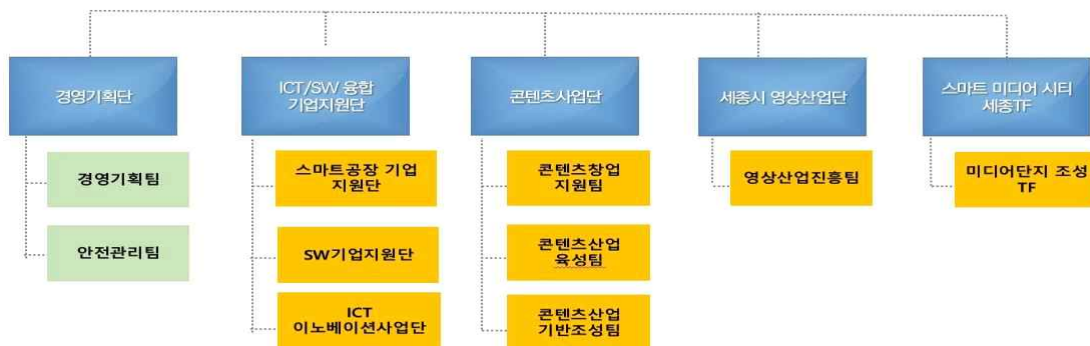 경영기획단
ICT/SW 융합
기업지원단
콘텐츠사업단
세종시 영상산업단
스마트 미디어 시티
세종TF
경영기획팀
안전관리팀
스마트공장 기업
지원단
SW기업지원단
ICT
이노베이션사업단
콘텐츠창업
지원팀
콘텐츠산업
육성팀
콘텐츠산업
기반조성팀
영상산업진흥팀
미디어단지 조성
TF